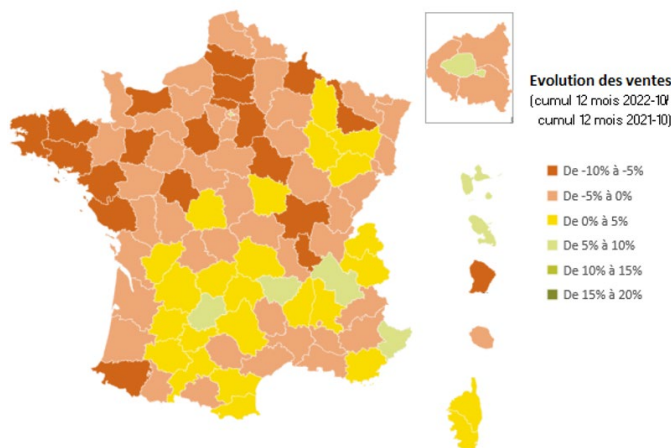 Evolution des ventes
(cumul 12 mois 2022-10/
cumul 12 mois 2021-10)
De -10% à -5%
De -5% à 0%
De 0% à 5%
De 5% à 10%
De 10% à 15%
De 15% à 20%